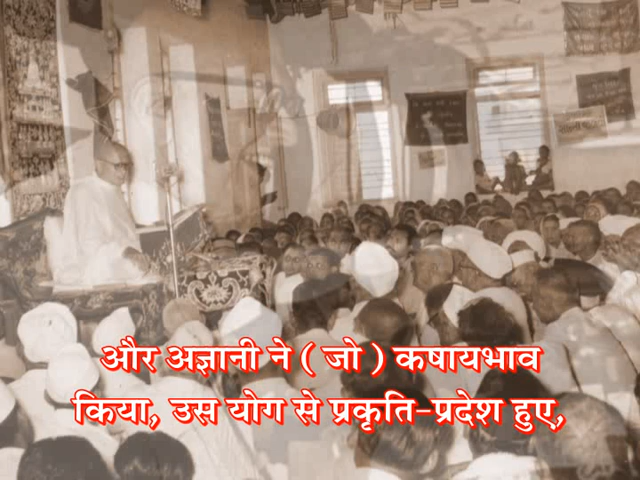 और अज्ञानी ने ( जो ) कषायभाव
किया, उस योग से प्रकृति-प्रदेश हुए,